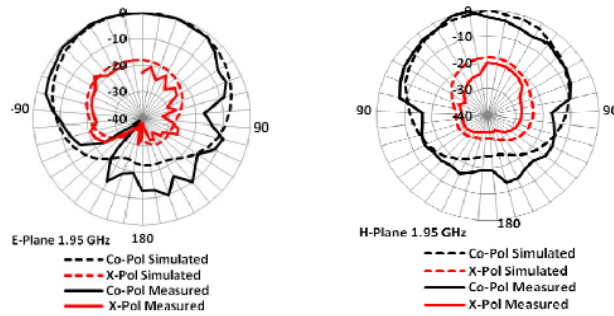 0
-10
-20
-30
-40
-90
90
180
E-Plane 1.95 GHz
Co-Pol Simulated
X-Pol Simulated
Co-Pol Measured
X-Pol Measured
0
-10
-20
-30
-40
90
90
180
H-Plane 1.95 GHz
Co-Pol Simulated
X-Pol Simulated
Co-Pol Measured
X-Pol Measured